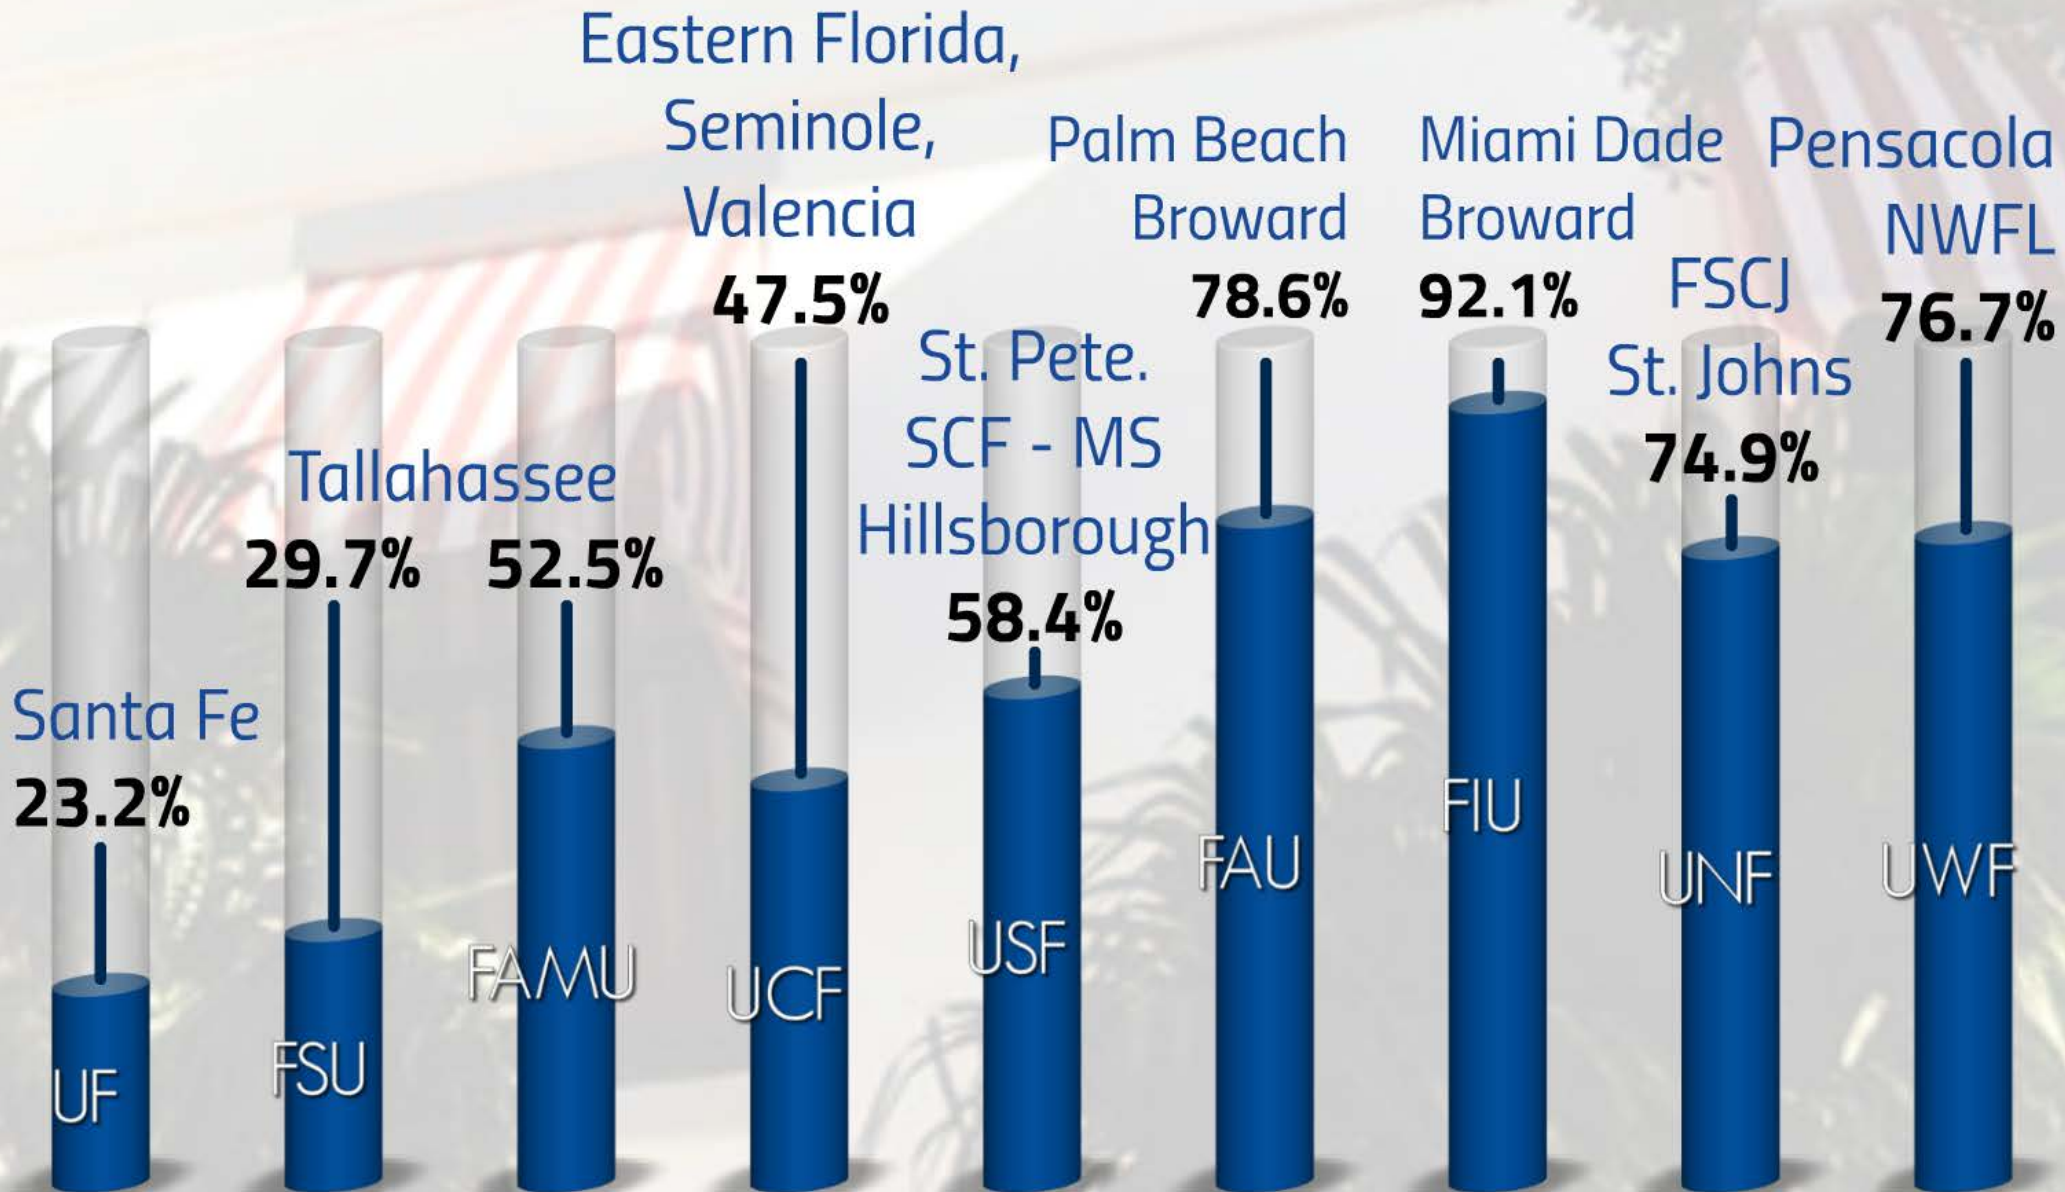 Santa Fe
23.2%
UF
Tallahassee
29.7% 52.5%
FSU
FAMU
Eastern Florida,
Seminole,
Valencia
47.5%
UCF
St. Pete.
SCF - MS
Hillsborough
58.4%
USF
Palm Beach
Broward
78.6%
FAU
Miami Dade
Broward
92.1%
FIU
FSCJ
St. Johns
74.9%
UNF
Pensacola
NWFL
76.7%
UWF